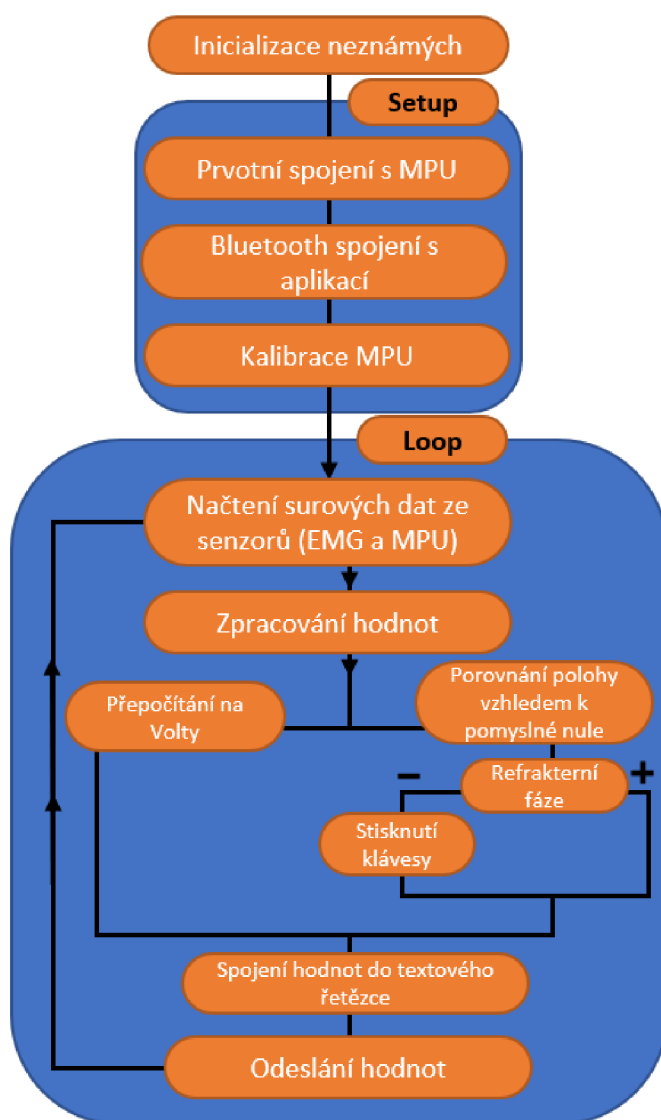 Inicializace neznámých
Setup
Prvotní spojení s MPU
Bluetooth spojení s
aplikací
Kalibrace MPU
Loop
Načtení surových dat ze
senzorů (EMG a MPU)
Zpracování hodnot
Přepočítání na
Volty
Porovnání polohy
vzhledem k
pomyslné nule
–
+
Refrakterní
fáze
Stisknutí
klávesy
Spojení hodnot do textového
řetězce
Odeslání hodnot